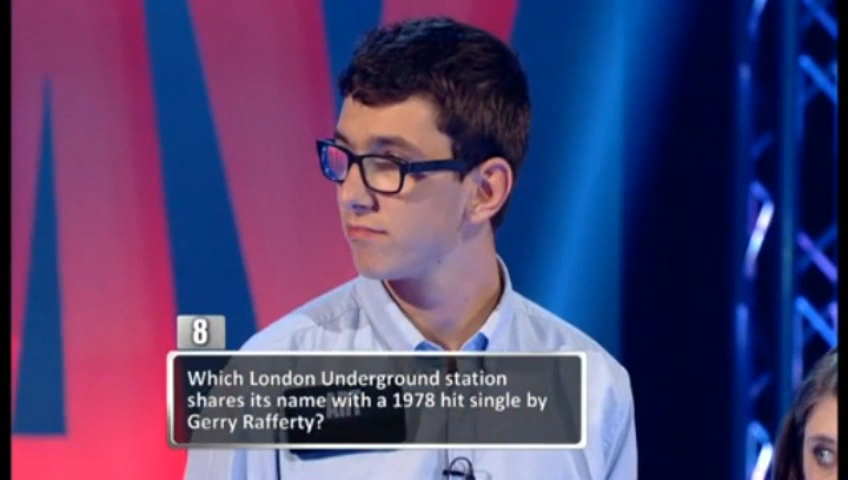 8
Which London Underground station
shares its name with a 1978 hit single by
Gerry Rafferty?